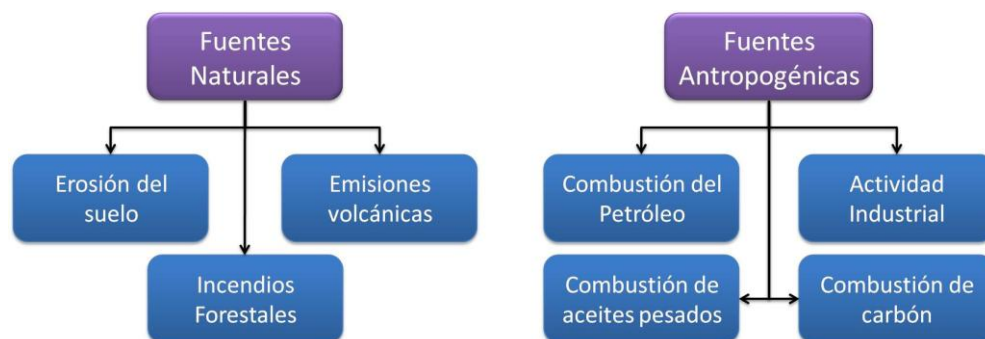 Fuentes
Naturales
Erosión del
suelo
Emisiones
volcánicas
Incendios
Forestales
Fuentes
Antropogénicas
Combustión del
Petróleo
Actividad
Industrial
Combustión de
aceites pesados
Combustión de
carbón